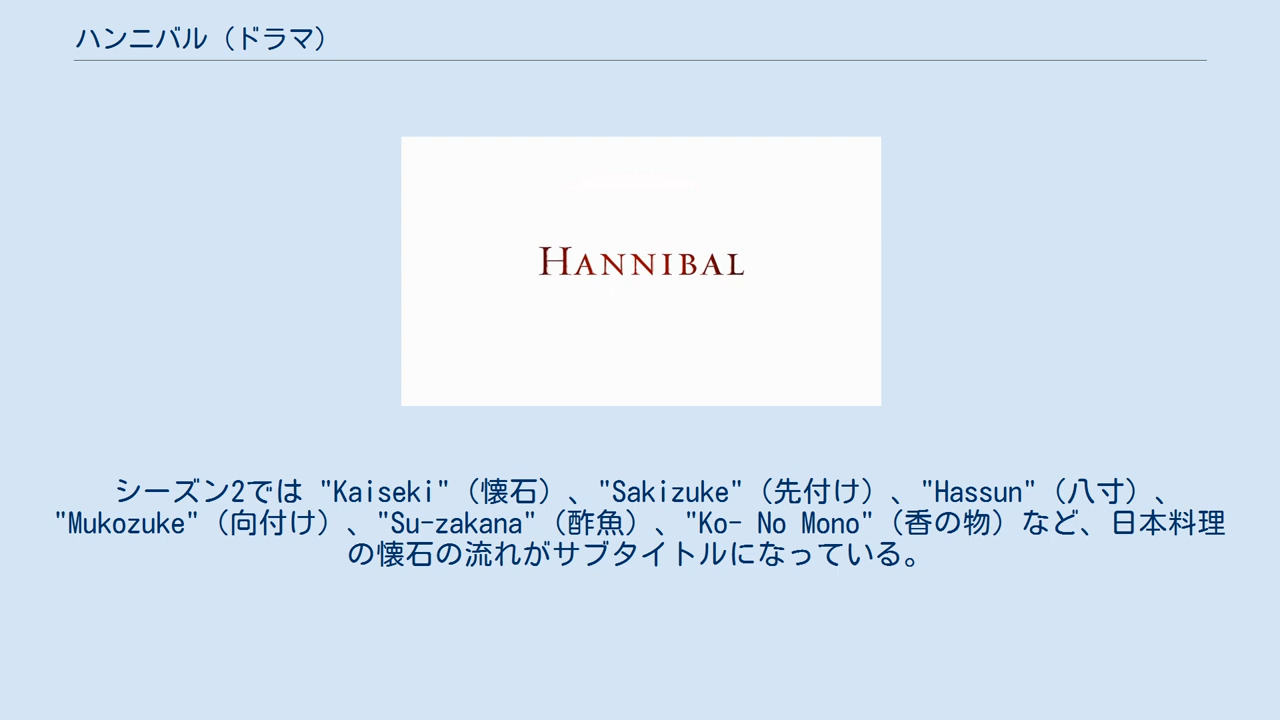 ハンニバル（ドラマ）
HANNIBAL
シーズン2では "Kaiseki"（懐石）、"Sakizuke"（先付け）、"Hassun"（八寸）、
"Mukozuke"（向付け）、"Su-zakana"（酢魚）、"Ko- No Mono"（香の物）など、日本料理
の懐石の流れがサブタイトルになっている。